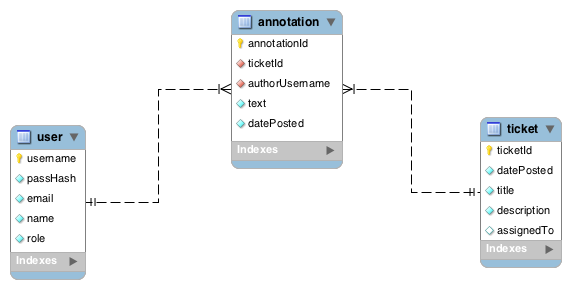 annotation
annotationId
ticketId
authorUsername
text
datePosted
Indexes
user
username
passHash
email
name
role
Indexes
ticket
ticketId
datePosted
title
description
assignedTo
Indexes